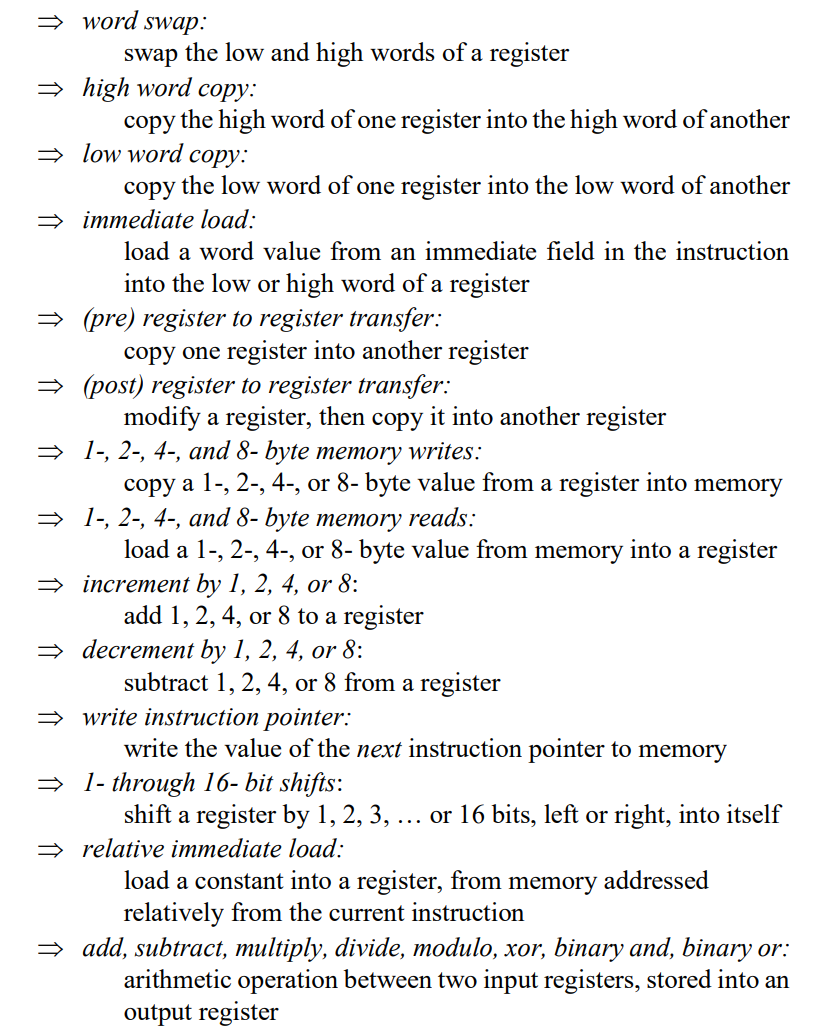 ⇒ word swap:
swap the low and high words of a register
⇒ high word copy:
copy the high word of one register into the high word of another
⇒ low word copy:
copy the low word of one register into the low word of another
⇒ immediate load:
load a word value from an immediate field in the instruction
into the low or high word of a register
⇒ (pre) register to register transfer:
copy one register into another register
⇒ (post) register to register transfer:
modify a register, then copy it into another register
⇒ 1-, 2-, 4-, and 8- byte memory writes:
copy a 1-, 2-, 4-, or 8- byte value from a register into memory
⇒ 1-, 2-, 4-, and 8- byte memory reads:
load a 1-, 2-, 4-, or 8- byte value from memory into a register
⇒ increment by 1, 2, 4, or 8:
add 1, 2, 4, or 8 to a register
⇒ decrement by 1, 2, 4, or 8:
subtract 1, 2, 4, or 8 from a register
⇒ write instruction pointer:
write the value of the next instruction pointer to memory
⇒ 1- through 16- bit shifts:
shift a register by 1, 2, 3, … or 16 bits, left or right, into itself
⇒ relative immediate load:
load a constant into a register, from memory addressed
relatively from the current instruction
⇒ add, subtract, multiply, divide, modulo, xor, binary and, binary or:
arithmetic operation between two input registers, stored into an
output register